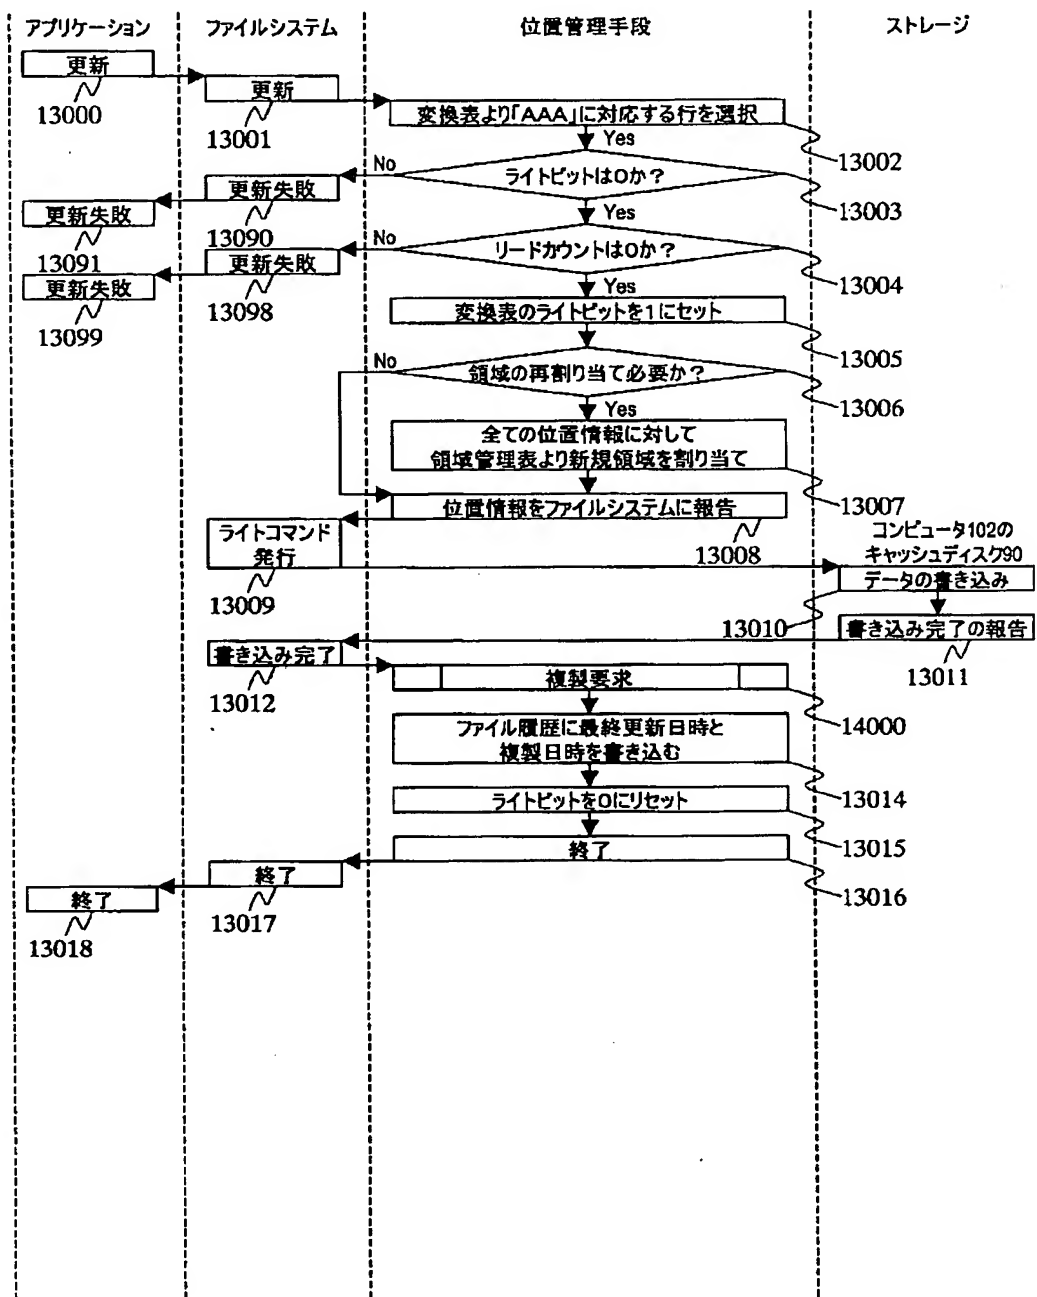 アプリケーション
ファイルシステム
位置管理手段
ストレージ
更新
13000
更新
13001
変換表より「AAA」に対応する行を選択
13002
Yes
ライトビットは0か？
13003
No
更新失敗
13090
更新失敗
13091
Yes
リードカウントは0か？
13004
No
更新失敗
13098
更新失敗
13099
Yes
変換表のライトビットを1にセット
13005
領域の再割り当て必要か？
13006
No
Yes
全ての位置情報に対して
領域管理表より新規領域を割り当て
13007
位置情報をファイルシステムに報告
13008
ライトコマンド
発行
13009
コンピュータ102の
キャッシュディスク90
データの書き込み
13010
書き込み完了の報告
13011
書き込み完了
13012
複製要求
14000
ファイル履歴に最終更新日時と
複製日時を書き込む
13014
ライトビットを0にリセット
13015
終了
13016
終了
13017
終了
13018